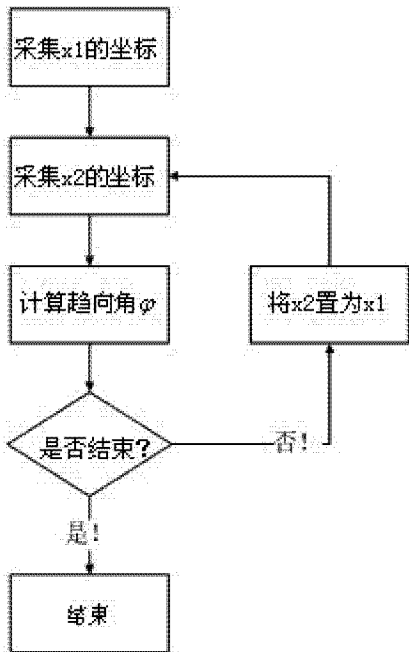 采集x1的坐标
采集x2的坐标
计算趋向角φ
将x2置为x1
是否结束?
否!
是!
结束